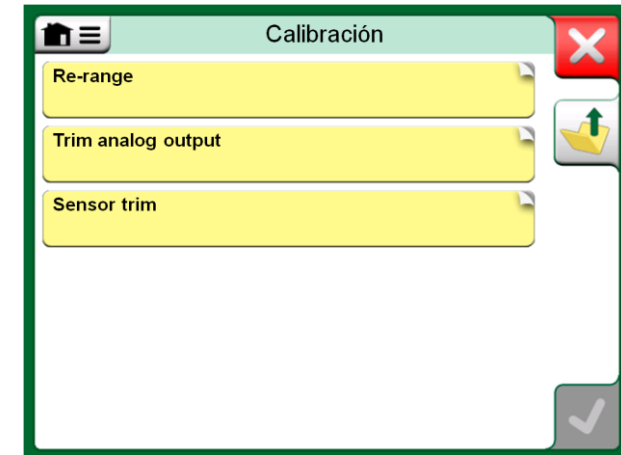 Calibración
Re-range
Trim analog output
Sensor trim